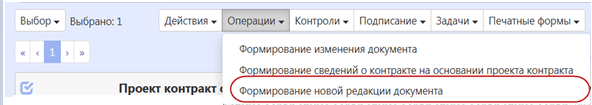 Выбор Выбрано: 1 Действия Операции Контроли Подписание Задачи Печатные формы
« ‹ 1 › »
Формирование изменения документа
Формирование сведений о контракте на основании проекта контракта
Формирование новой редакции документа
Проект контракт